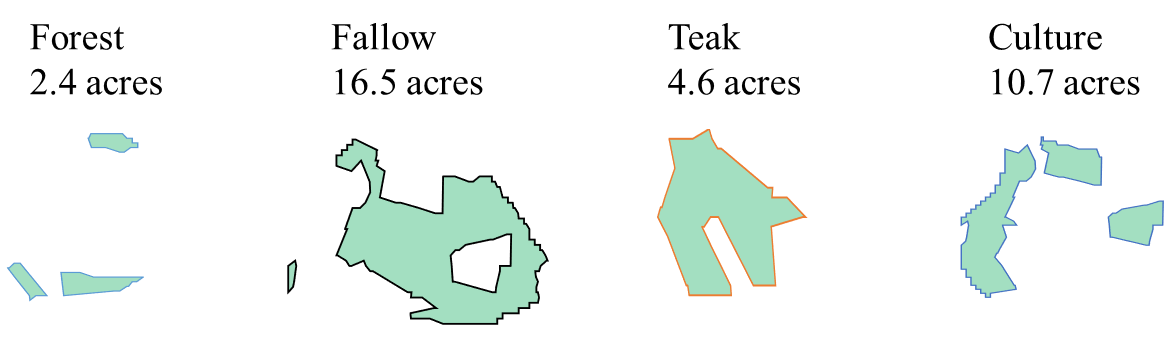 Forest
2.4 acres
Fallow
16.5 acres
Teak
4.6 acres
Culture
10.7 acres